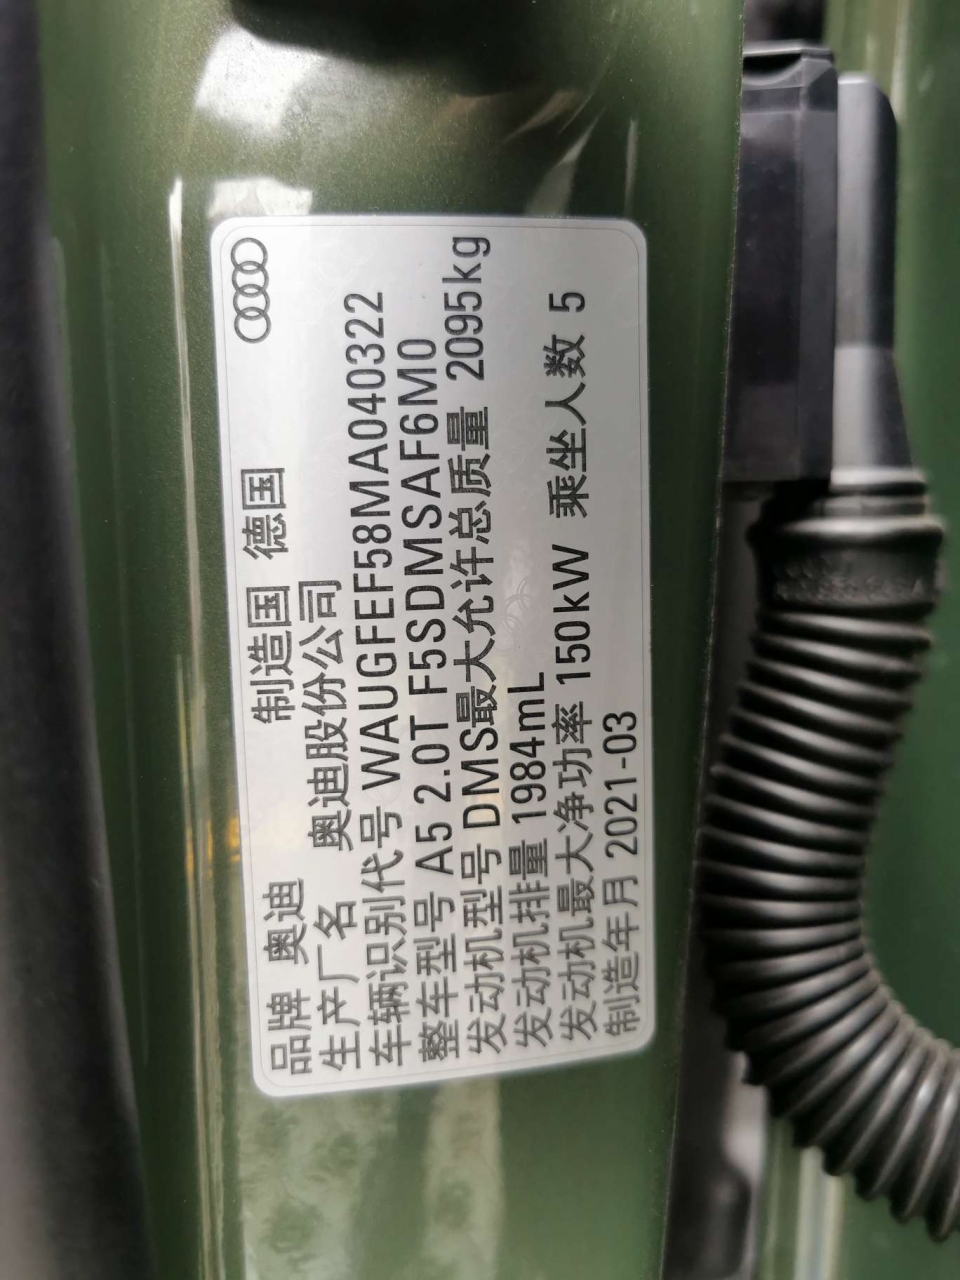 品牌 奥迪 制造国 德国
生产厂名 奥迪股份公司
车辆识别代号 WAUGFEF58MA040322
整车型号 A5 2.0T F5SDMSAF6M0
发动机型号 DMS最大允许总质量 2095kg
发动机排量 1984mL
发动机最大净功率 150kW 乘坐人数 5
制造年月 2021-03